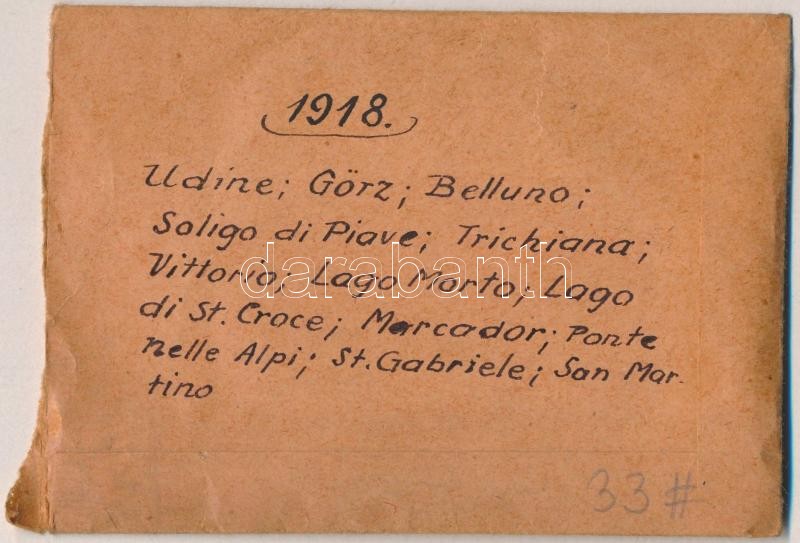 1918.
Udine; Görz; Belluno;
Soligo di Piave; Trichiana;
Vittorio; Lago Morto; Lago
darabanth
di St. Croce; Marcador; Ponte
nelle Alpi; St. Gabriele; San Mar-
tino
33#